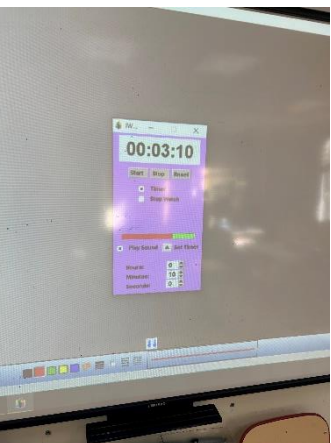 IW...
00:03:10
Start Stop Reset
Timer
Stop Watch
Play Sound Set Timer
Hours: 0
Minutes: 10
Seconds: 0